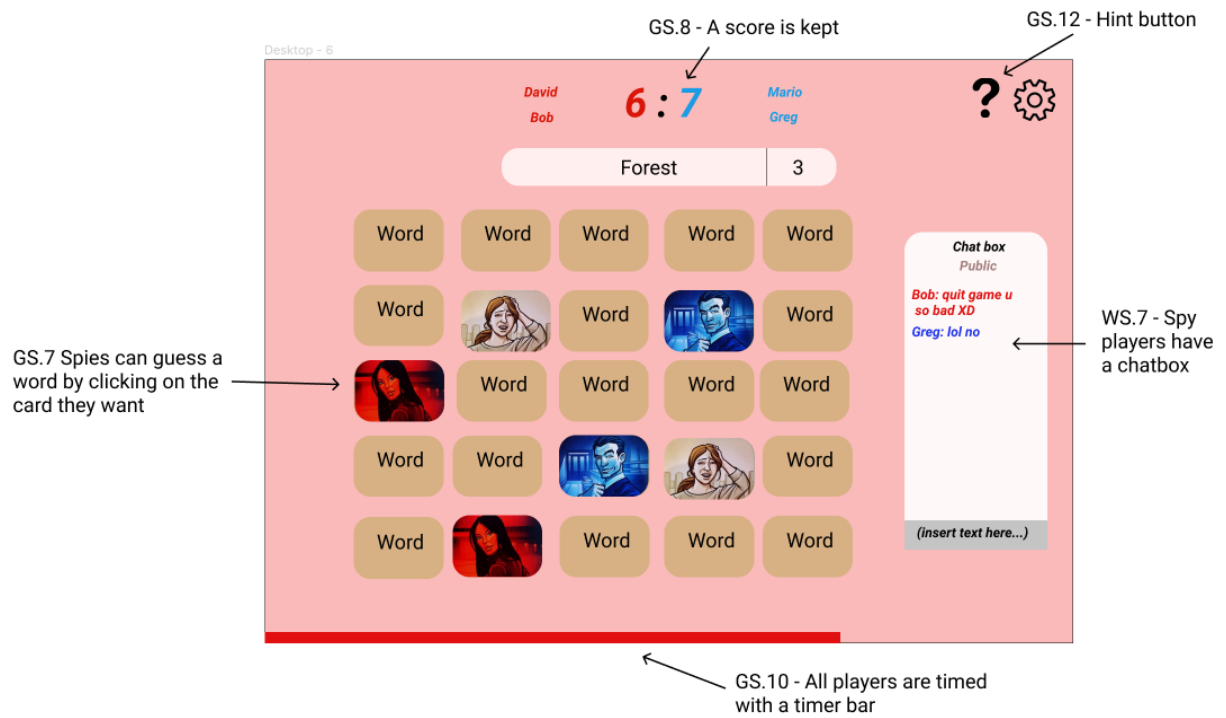 GS.8 - A score is kept
GS.12 - Hint button
Desktop - 6
David
Bob
6 : 7
Mario
Greg
?
Forest 3
Word Word Word Word Word
Word Word Word
Word Word Word Word
Word Word Word
Word Word Word Word
Chat box
Public
Bob: quit game u
so bad XD
Greg: lol no
(insert text here...)
GS.7 Spies can guess a
word by clicking on the
card they want
WS.7 - Spy
players have
a chatbox
GS.10 - All players are timed
with a timer bar